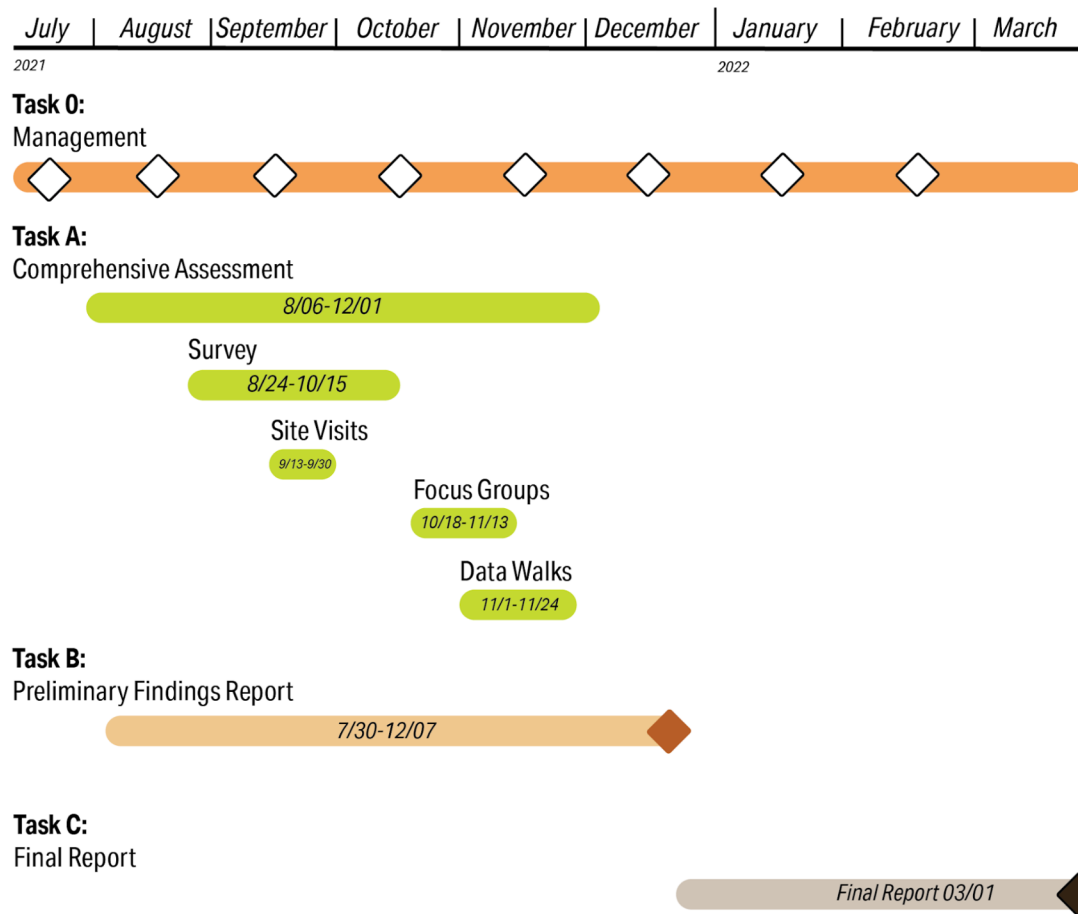 July August September October November December January February March
2021 2022
Task 0:
Management
Task A:
Comprehensive Assessment
8/06-12/01
Survey
8/24-10/15
Site Visits
9/13-9/30
Focus Groups
10/18-11/13
Data Walks
11/1-11/24
Task B:
Preliminary Findings Report
7/30-12/07
Task C:
Final Report
Final Report 03/01